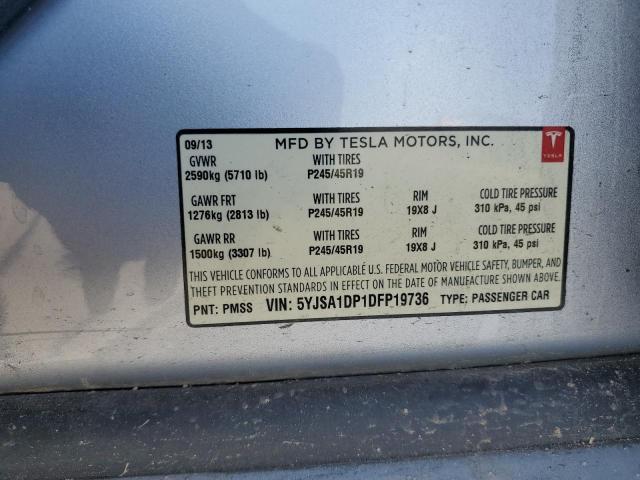 09/13 MFD BY TESLA MOTORS, INC.
GVWR WITH TIRES
2590kg (5710 lb) P245/45R19
TESLA
GAWR FRT WITH TIRES RIM COLD TIRE PRESSURE
1276kg (2813 lb) P245/45R19 19X8 J 310 kPa, 45 psi
GAWR RR WITH TIRES RIM COLD TIRE PRESSURE
1500kg (3307 lb) P245/45R19 19X8 J 310 kPa, 45 psi
THIS VEHICLE CONFORMS TO ALL APPLICABLE U.S. FEDERAL MOTOR VEHICLE SAFETY, BUMPER, AND
THEFT PREVENTION STANDARDS IN EFFECT ON THE DATE OF MANUFACTURE SHOWN ABOVE.
PNT: PMSS VIN: 5YJSA1DP1DFP19736 TYPE: PASSENGER CAR